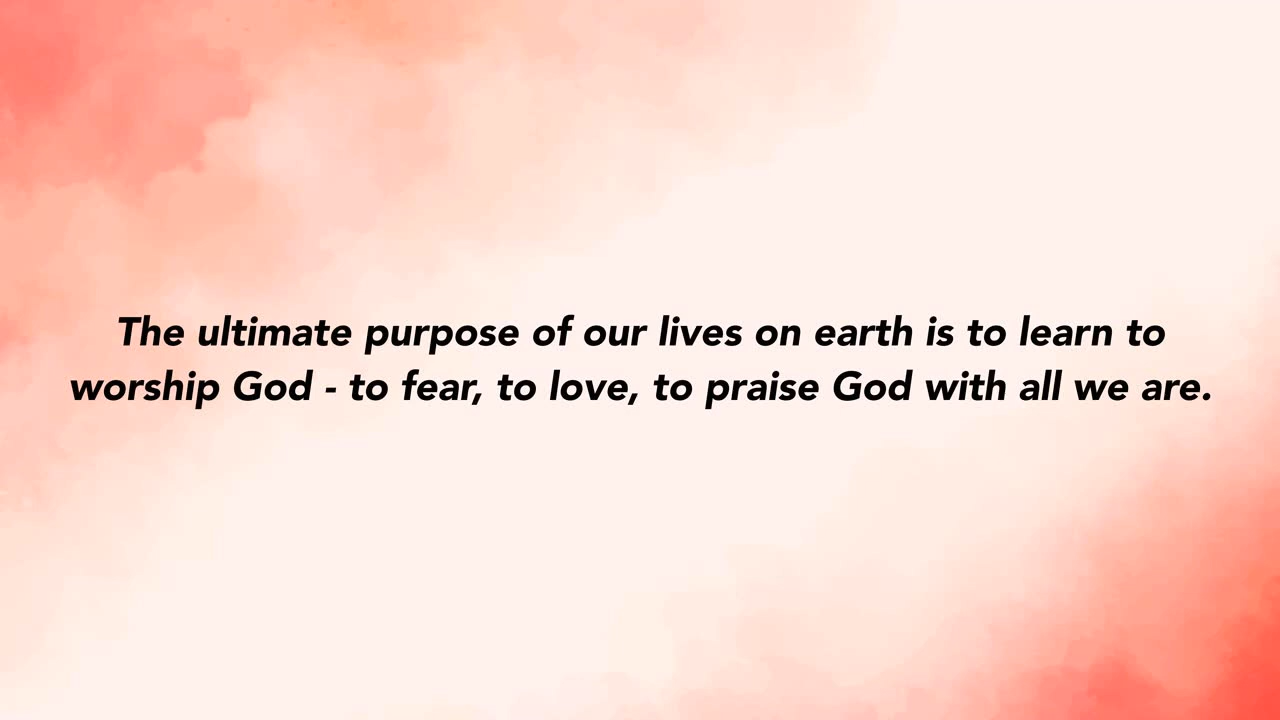 The ultimate purpose of our lives on earth is to learn to
worship God - to fear, to love, to praise God with all we are.